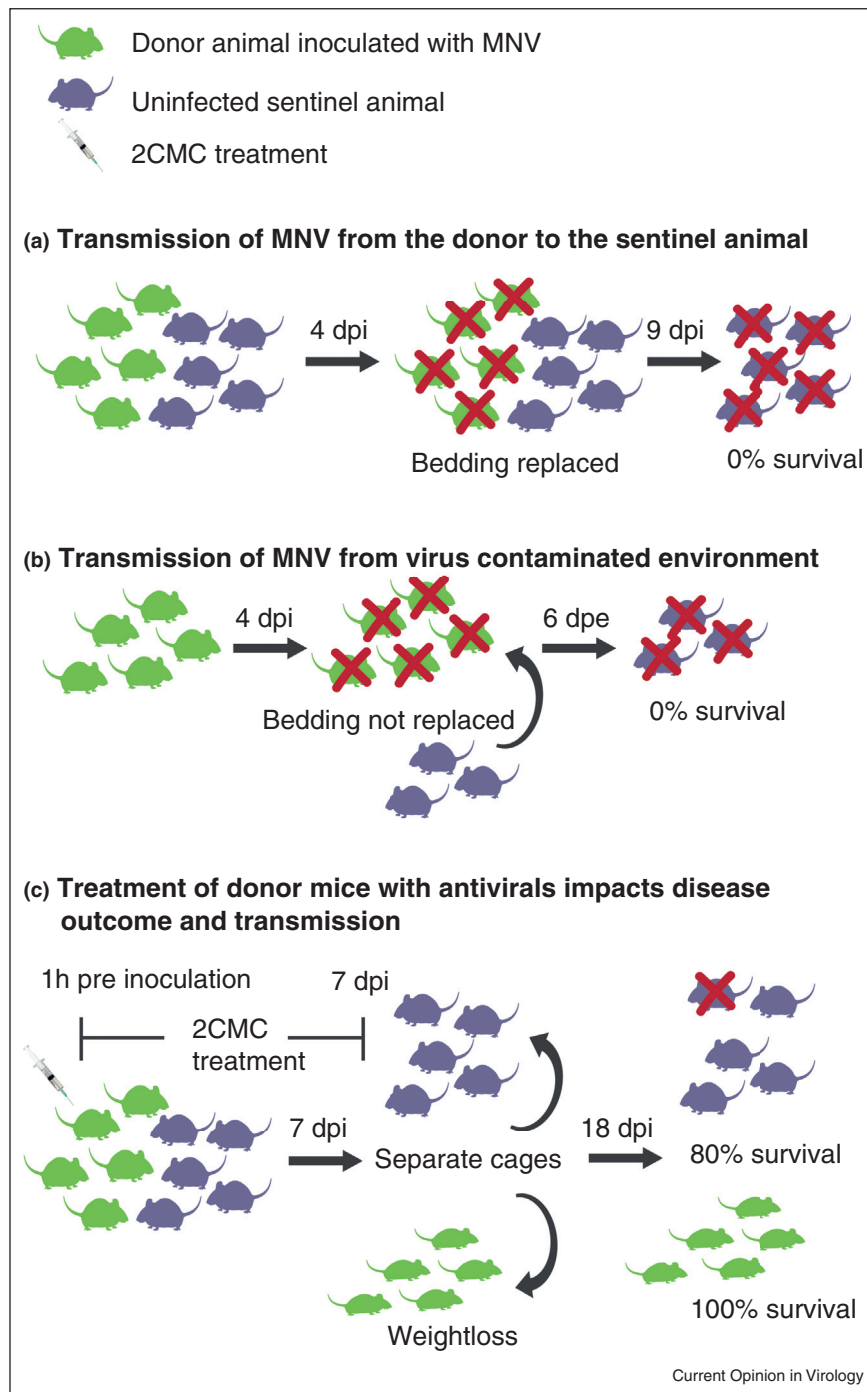 Donor animal inoculated with MNV
Uninfected sentinel animal
2CMC treatment
(a) Transmission of MNV from the donor to the sentinel animal
4 dpi
9 dpi
Bedding replaced
0% survival
(b) Transmission of MNV from virus contaminated environment
4 dpi
6 dpe
Bedding not replaced
0% survival
(c) Treatment of donor mice with antivirals impacts disease
outcome and transmission
1h pre inoculation
7 dpi
2CMC
treatment
7 dpi
Separate cages
18 dpi
80% survival
Weightloss
100% survival
Current Opinion in Virology